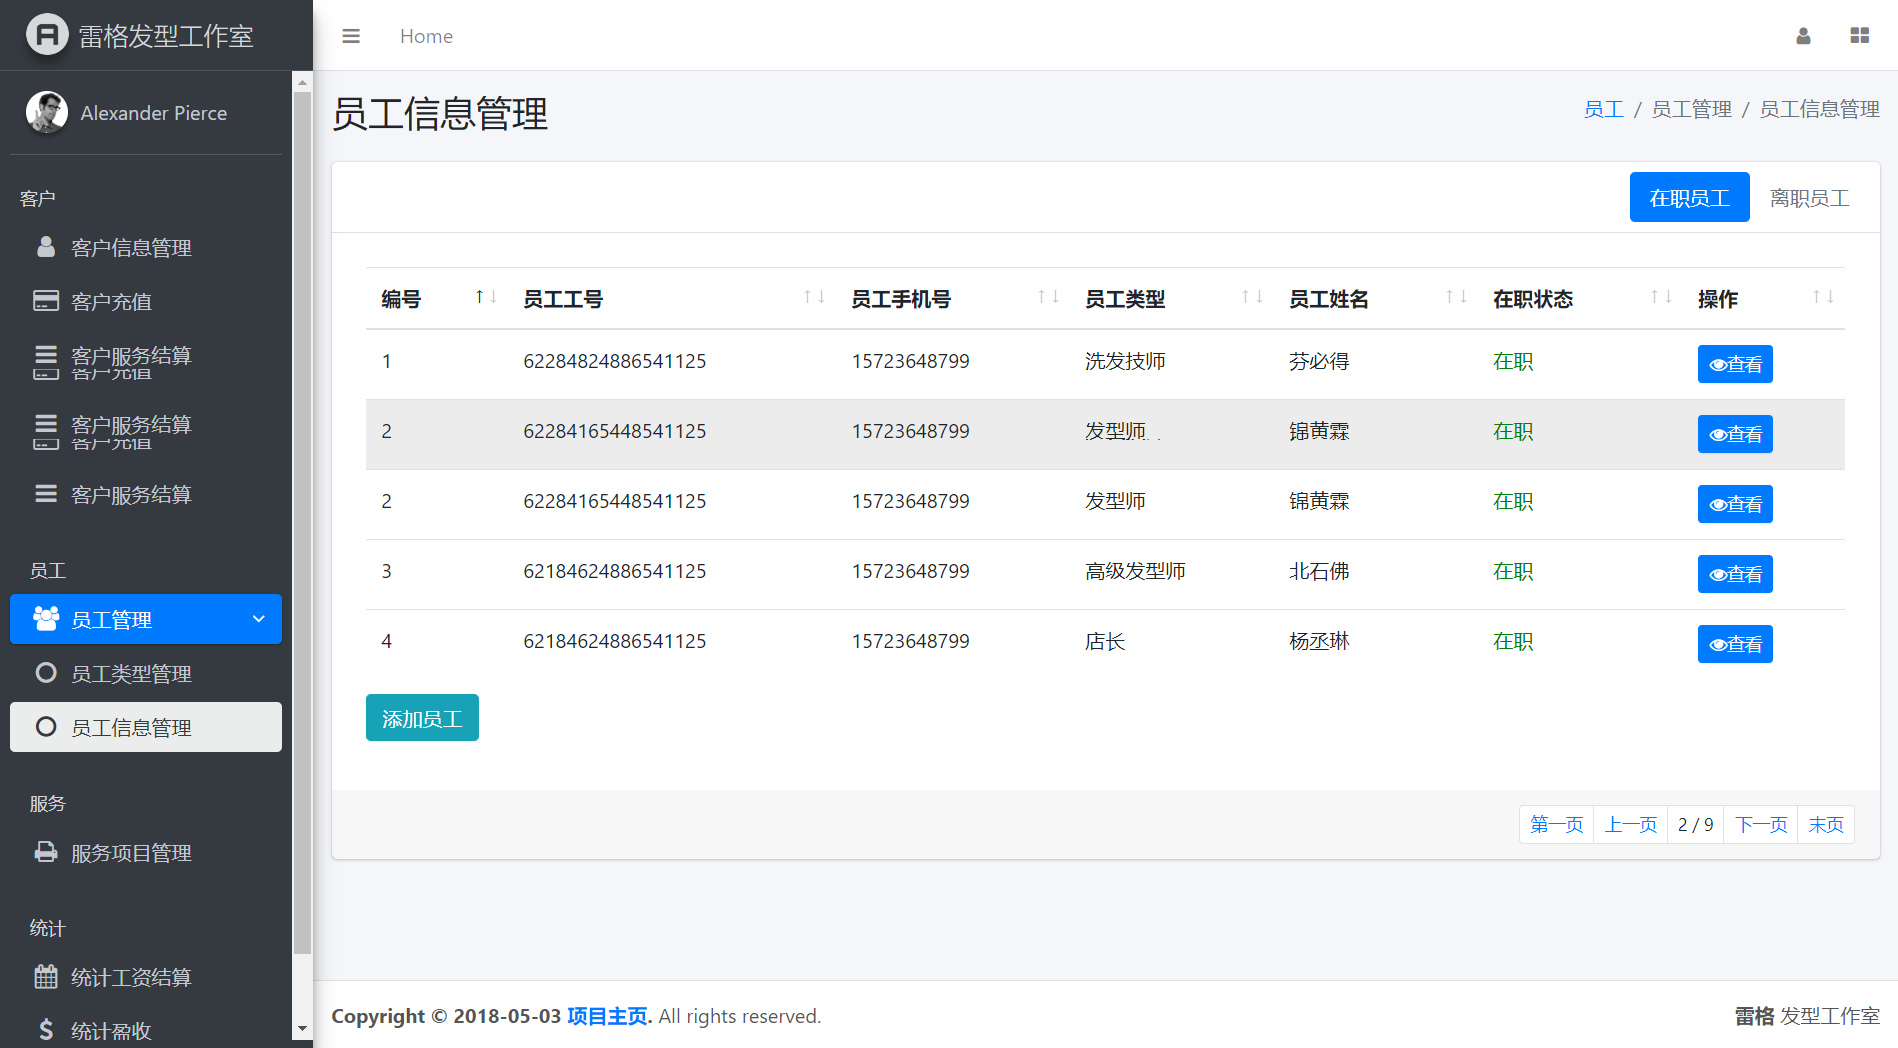 雷格发型工作室
Home
Alexander Pierce
员工信息管理
员工 / 员工管理 / 员工信息管理
客户
客户信息管理
客户充值
客户服务结算
客户充值
客户服务结算
客户充值
客户服务结算
员工
员工管理
员工类型管理
员工信息管理
服务
服务项目管理
统计
统计工资结算
统计盈收
在职员工 离职员工
编号 员工工号 员工手机号 员工类型 员工姓名 在职状态 操作
1 62284824886541125 15723648799 洗发技师 芬必得 在职 查看
2 62284165448541125 15723648799 发型师 锦黄霖 在职 查看
2 62284165448541125 15723648799 发型师 锦黄霖 在职 查看
3 62184624886541125 15723648799 高级发型师 北石佛 在职 查看
4 62184624886541125 15723648799 店长 杨丞琳 在职 查看
添加员工
第一页 上一页 2 / 9 下一页 末页
Copyright © 2018-05-03 项目主页. All rights reserved.
雷格 发型工作室